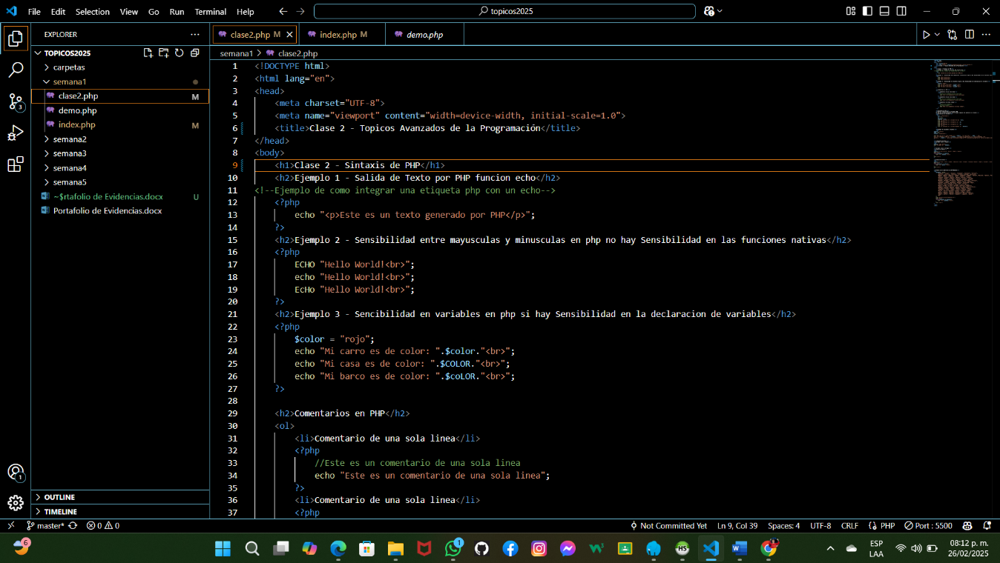 File Edit Selection View Go Run Terminal Help
topicos2025
EXPLORER
TOPICOS2025
carpetas
semana1
clase2.php M
demo.php
index.php M
semana2
semana3
semana4
semana5
~$rtafolio de Evidencias.docx U
Portafolio de Evidencias.docx
OUTLINE
TIMELINE
3
1
clase2.php M
index.php M
demo.php
semana1 > clase2.php
1 <!DOCTYPE html>
2 <html lang="en">
3 <head>
4 <meta charset="UTF-8">
5 <meta name="viewport" content="width=device-width, initial-scale=1.0">
6 <title>Clase 2 - Topicos Avanzados de la Programación</title>
7 </head>
8 <body>
9 <h1>Clase 2 - Sintaxis de PHP</h1>
10 <h2>Ejemplo 1 - Salida de Texto por PHP funcion echo</h2>
11 <!--Ejemplo de como integrar una etiqueta php con un echo-->
12 <?php
13 echo "<p>Este es un texto generado por PHP</p>";
14 ?>
15 <h2>Ejemplo 2 - Sensibilidad entre mayusculas y minusculas en php no hay Sensibilidad en las funciones nativas</h2>
16 <?php
17 ECHO "Hello World!<br>";
18 echo "Hello World!<br>";
19 EcHo "Hello World!<br>";
20 ?>
21 <h2>Ejemplo 3 - Sencibilidad en variables en php si hay Sensibilidad en la declaracion de variables</h2>
22 <?php
23 $color = "rojo";
24 echo "Mi carro es de color: ".$color."<br>";
25 echo "Mi casa es de color: ".$COLOR."<br>";
26 echo "Mi barco es de color: ".$coLOR."<br>";
27 ?>
28
29 <h2>Comentarios en PHP</h2>
30 <ol>
31 <li>Comentario de una sola linea</li>
32 <?php
33 //Este es un comentario de una sola linea
34 echo "Este es un comentario de una sola linea";
35 ?>
36 <li>Comentario de una sola linea</li>
37 <?php
master* 0 0 Not Committed Yet Ln 9, Col 39 Spaces: 4 UTF-8 CRLF PHP Port : 5500
6
1
HS
W
ESP
LAA
08:12 p. m.
26/02/2025